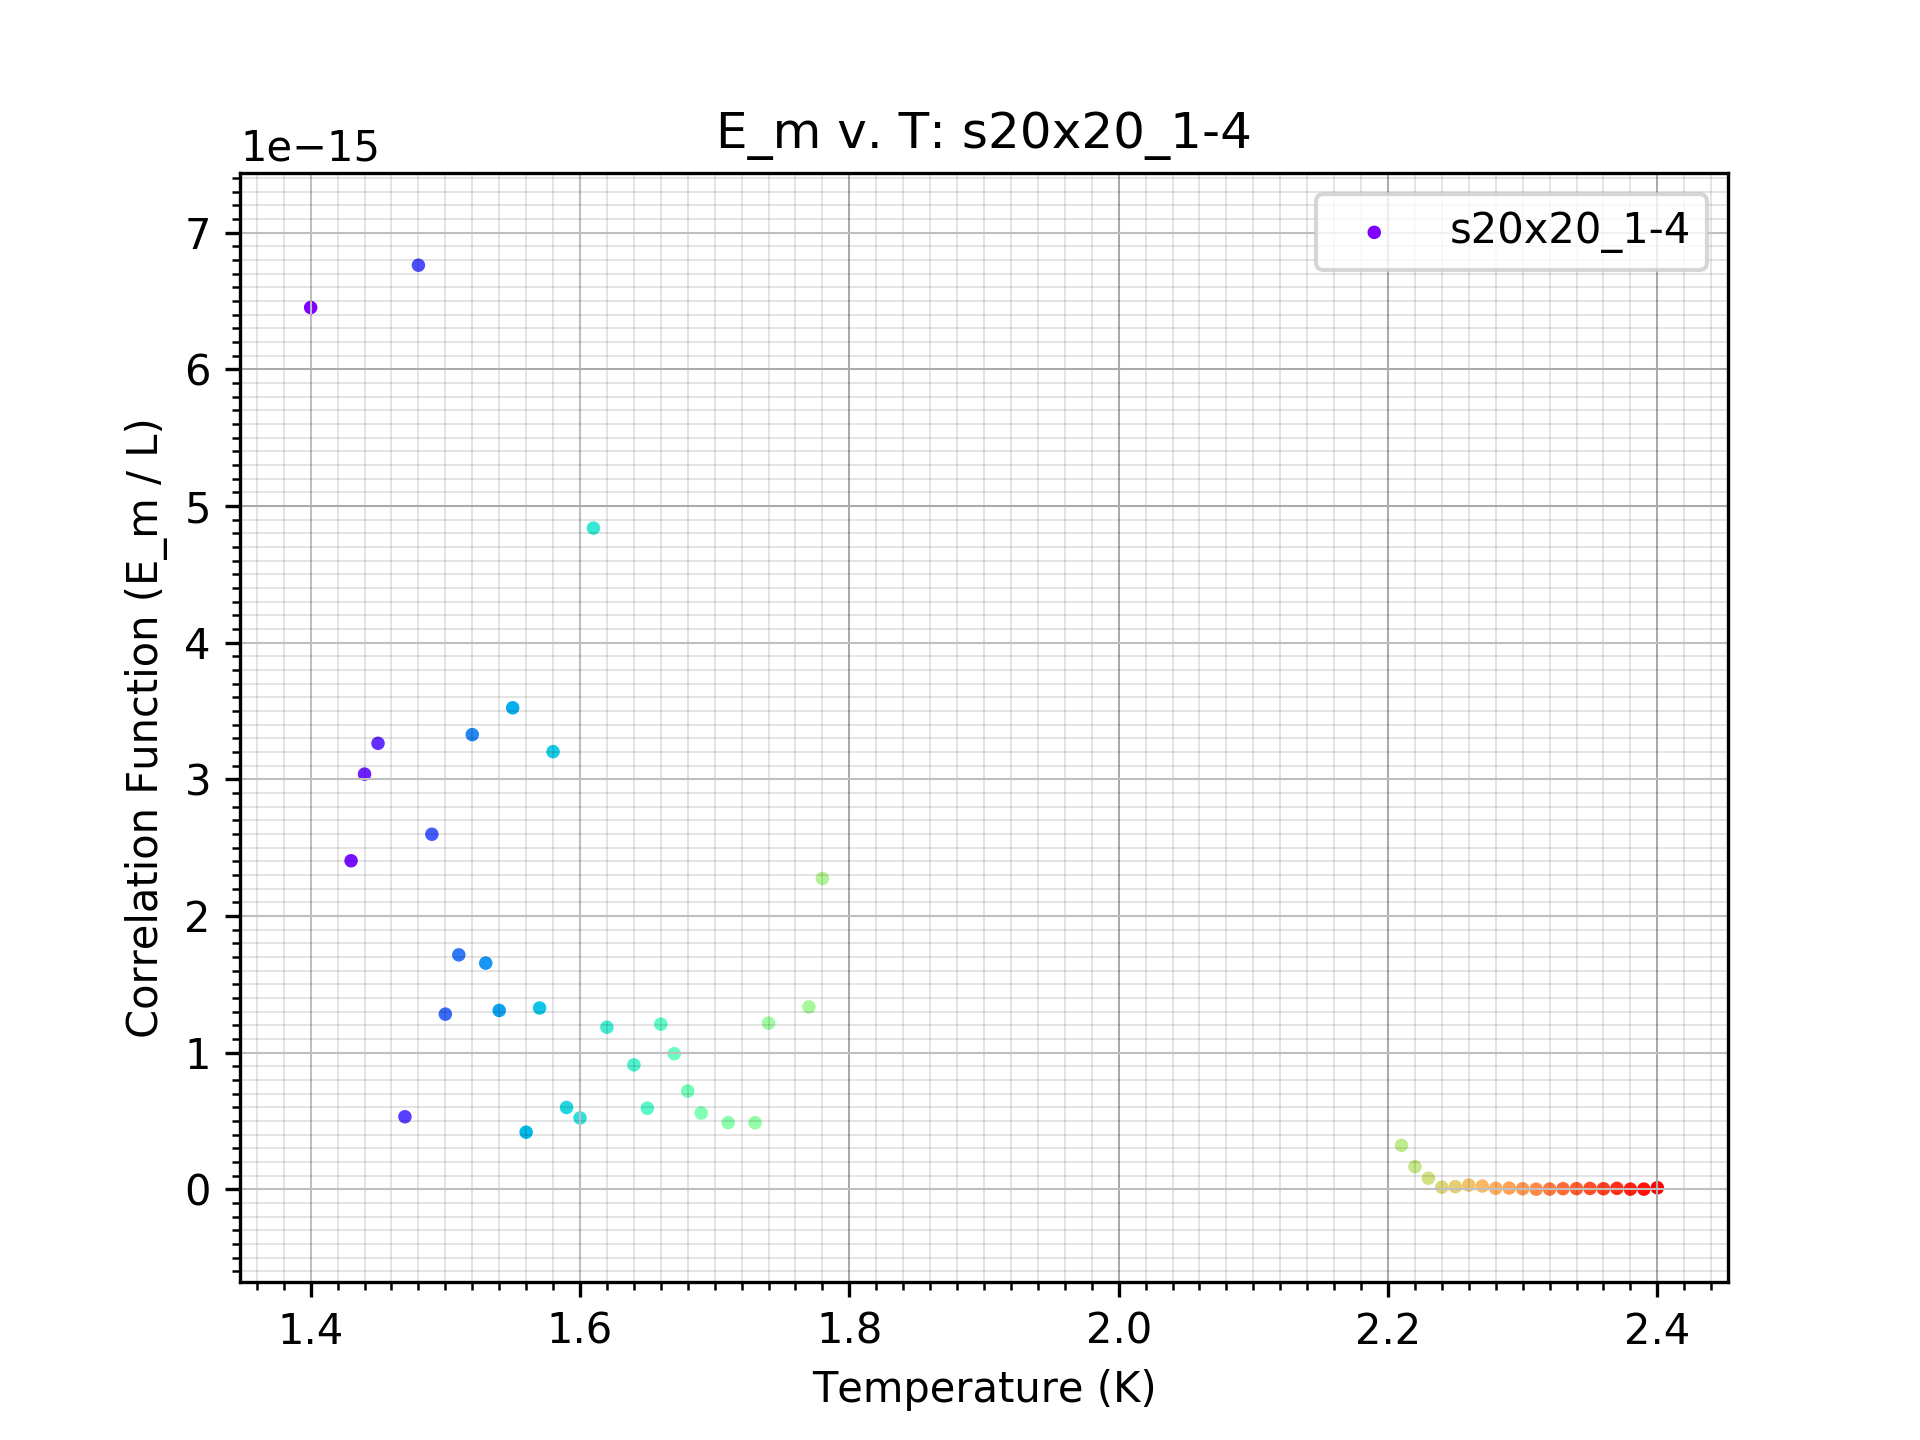 E_m v. T: s20x20_1-4
1e−15
s20x20_1-4
7
6
5
4
3
2
1
0
Correlation Function (E_m / L)
1.4 1.6 1.8 2.0 2.2 2.4
Temperature (K)